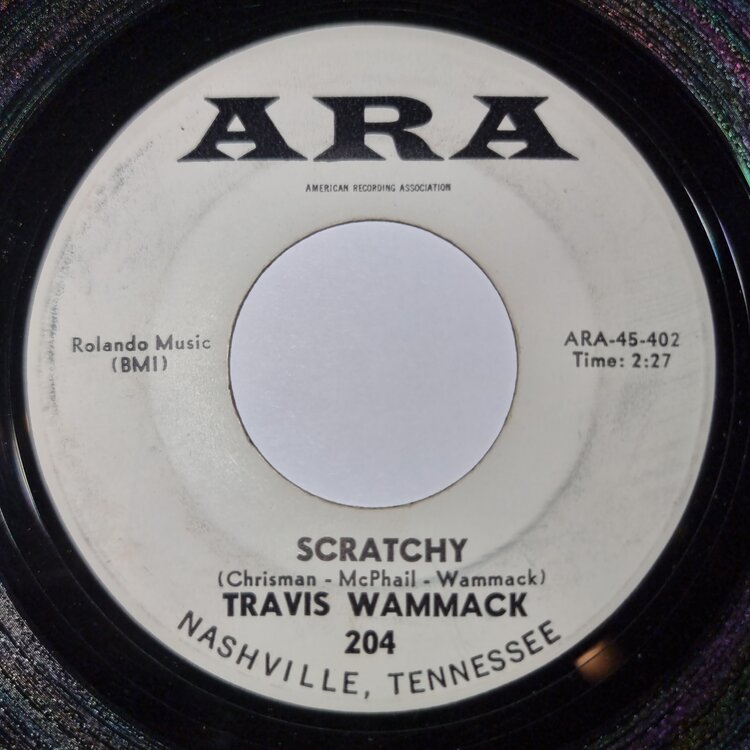 ARA
AMERICAN RECORDING ASSOCIATION
Rolando Music
(BMI)
ARA-45-402
Time: 2:27
SCRATCHY
(Chrisman - McPhail - Wammack)
TRAVIS WAMMACK
204
NASHVILLE, TENNESSEE